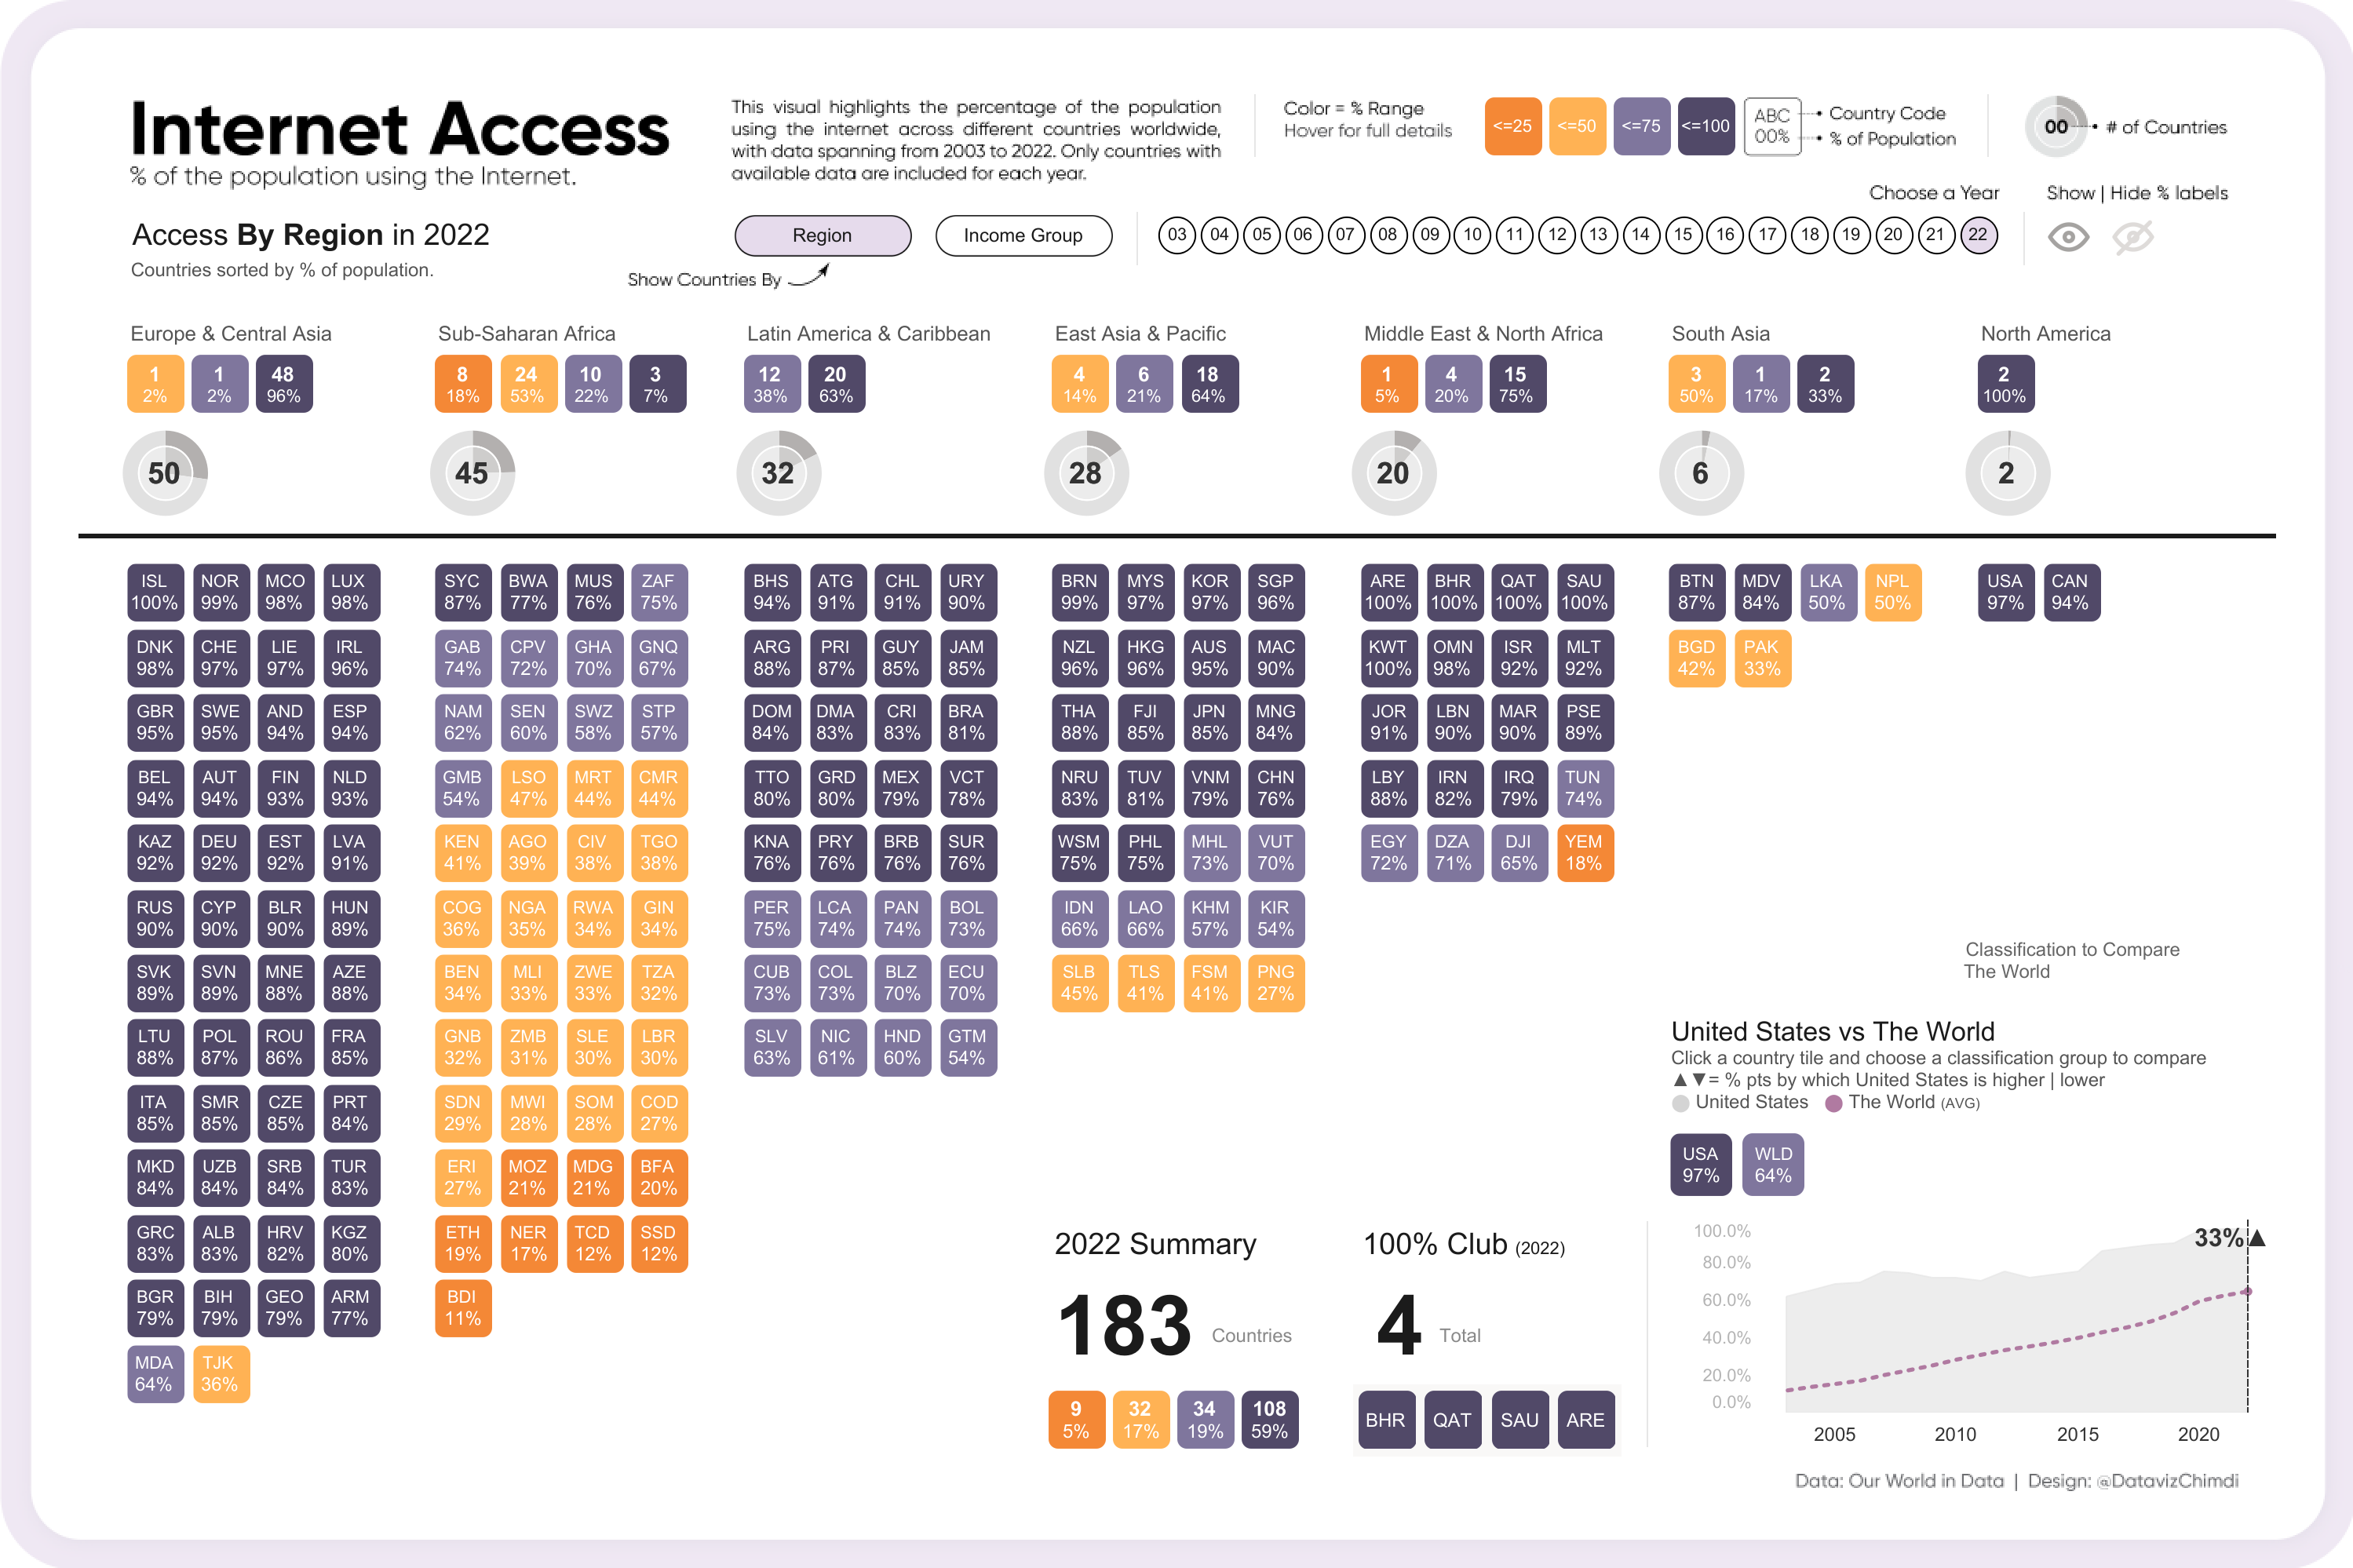 Internet Access
% of the population using the Internet.
This visual highlights the percentage of the population
using the internet across different countries worldwide,
with data spanning from 2003 to 2022. Only countries with
available data are included for each year.
Color = % Range
Hover for full details
<=25 <=50 <=75 <=100
ABC
00%
Country Code
% of Population
00 # of Countries
Choose a Year
Show | Hide % labels
Access By Region in 2022
Countries sorted by % of population.
Region Income Group
Show Countries By
03 04 05 06 07 08 09 10 11 12 13 14 15 16 17 18 19 20 21 22
Europe & Central Asia
1 1 48
2% 2% 96%
50
Sub-Saharan Africa
8 24 10 3
18% 53% 22% 7%
45
Latin America & Caribbean
12 20
38% 63%
32
East Asia & Pacific
4 6 18
14% 21% 64%
28
Middle East & North Africa
1 4 15
5% 20% 75%
20
South Asia
3 1 2
50% 17% 33%
6
North America
2
100%
2
ISL NOR MCO LUX
100% 99% 98% 98%
DNK CHE LIE IRL
98% 97% 97% 96%
GBR SWE AND ESP
95% 95% 94% 94%
BEL AUT FIN NLD
94% 94% 93% 93%
KAZ DEU EST LVA
92% 92% 92% 91%
RUS CYP BLR HUN
90% 90% 90% 89%
SVK SVN MNE AZE
89% 89% 88% 88%
LTU POL ROU FRA
88% 87% 86% 85%
ITA SMR CZE PRT
85% 85% 85% 84%
MKD UZB SRB TUR
84% 84% 84% 83%
GRC ALB HRV KGZ
83% 83% 82% 80%
BGR BIH GEO ARM
79% 79% 79% 77%
MDA TJK
64% 36%
SYC BWA MUS ZAF
87% 77% 76% 75%
GAB CPV GHA GNQ
74% 72% 70% 67%
NAM SEN SWZ STP
62% 60% 58% 57%
GMB LSO MRT CMR
54% 47% 44% 44%
KEN AGO CIV TGO
41% 39% 38% 38%
COG NGA RWA GIN
36% 35% 34% 34%
BEN MLI ZWE TZA
34% 33% 33% 32%
GNB ZMB SLE LBR
32% 31% 30% 30%
SDN MWI SOM COD
29% 28% 28% 27%
ERI MOZ MDG BFA
27% 21% 21% 20%
ETH NER TCD SSD
19% 17% 12% 12%
BDI
11%
BHS ATG CHL URY
94% 91% 91% 90%
ARG PRI GUY JAM
88% 87% 85% 85%
DOM DMA CRI BRA
84% 83% 83% 81%
TTO GRD MEX VCT
80% 80% 79% 78%
KNA PRY BRB SUR
76% 76% 76% 76%
PER LCA PAN BOL
75% 74% 74% 73%
CUB COL BLZ ECU
73% 73% 70% 70%
SLV NIC HND GTM
63% 61% 60% 54%
BRN MYS KOR SGP
99% 97% 97% 96%
NZL HKG AUS MAC
96% 96% 95% 90%
THA FJI JPN MNG
88% 85% 85% 84%
NRU TUV VNM CHN
83% 81% 79% 76%
WSM PHL MHL VUT
75% 75% 73% 70%
IDN LAO KHM KIR
66% 66% 57% 54%
SLB TLS FSM PNG
45% 41% 41% 27%
ARE BHR QAT SAU
100% 100% 100% 100%
KWT OMN ISR MLT
100% 98% 92% 92%
JOR LBN MAR PSE
91% 90% 90% 89%
LBY IRN IRQ TUN
88% 82% 79% 74%
EGY DZA DJI YEM
72% 71% 65% 18%
BTN MDV LKA NPL
87% 84% 50% 50%
BGD PAK
42% 33%
USA CAN
97% 94%
Classification to Compare
The World
United States vs The World
Click a country tile and choose a classification group to compare
▲▼= % pts by which United States is higher | lower
United States The World (AVG)
USA WLD
97% 64%
100.0%
80.0%
60.0%
40.0%
20.0%
0.0%
33%▲
2005 2010 2015 2020
2022 Summary
183 Countries
9 32 34 108
5% 17% 19% 59%
100% Club (2022)
4 Total
BHR QAT SAU ARE
Data: Our World in Data | Design: @DatavizChimdi